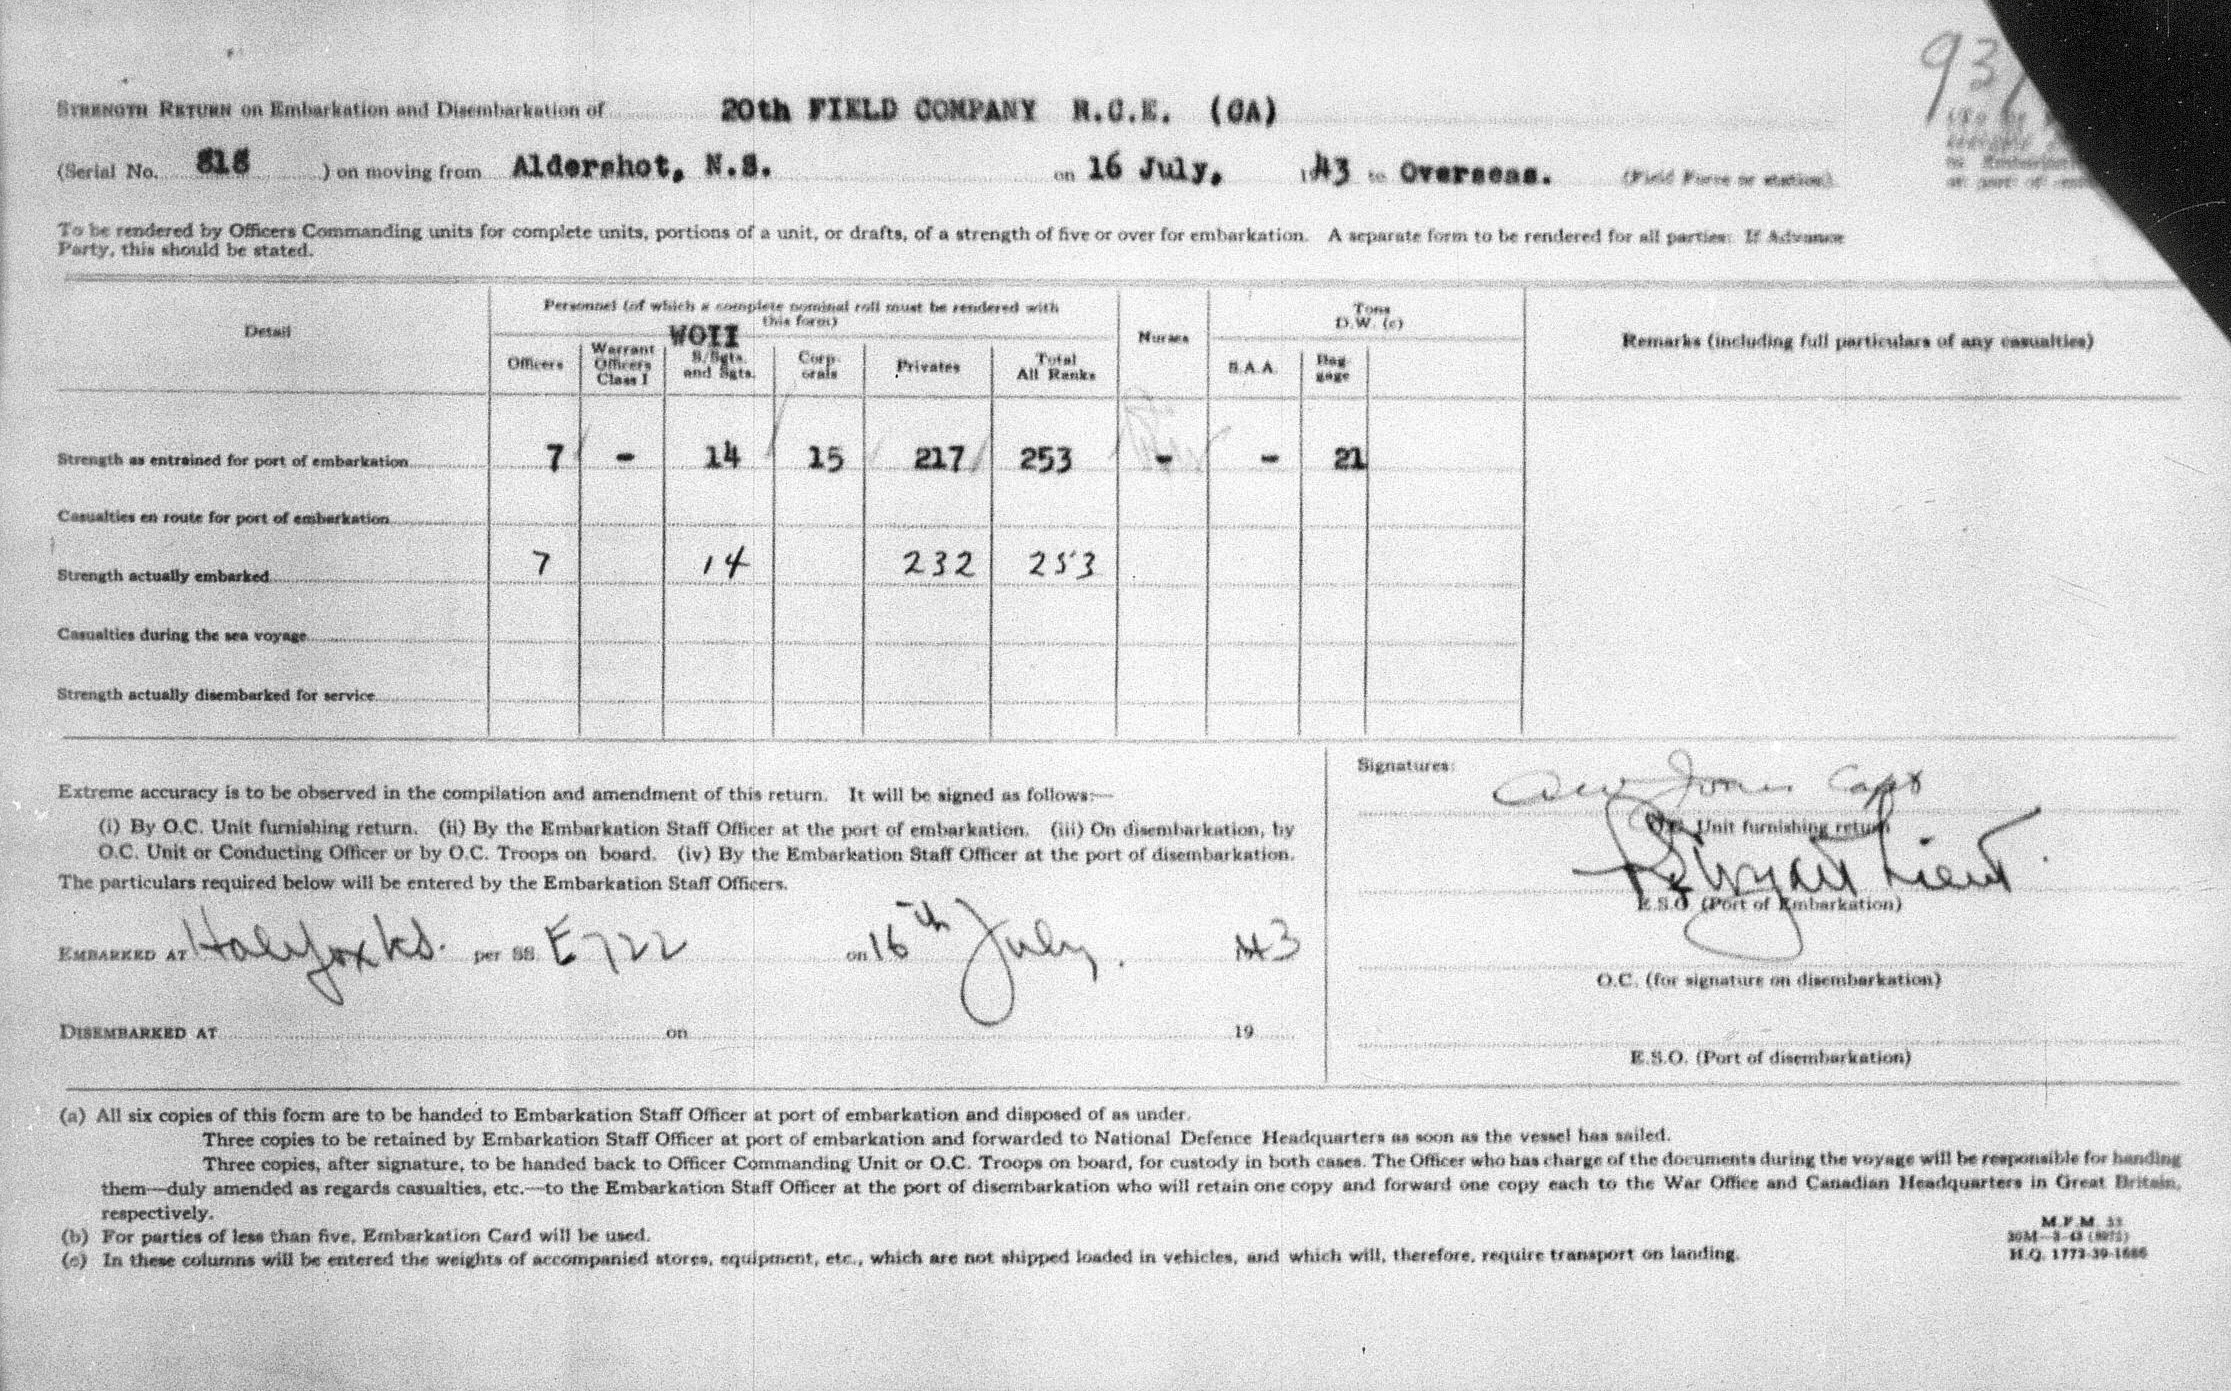 937
STRENGTH RETURN on Embarkation and Disembarkation of 20th FIELD COMPANY R.C.E. (CA)
(Serial No. 818 ) on moving from Aldershot, N.S. on 16 July, 1943 to Overseas. (Field Force or station)
To be rendered by Officers Commanding units for complete units, portions of a unit, or drafts, of a strength of five or over for embarkation. A separate form to be rendered for all parties: If Advance
Party, this should be stated.
Detail
Personnel (of which a complete nominal roll must be rendered with
this form)
Officers
Warrant
Officers
Class I
WOII
S/Sgts.
and Sgts.
Corp-
orals
Privates
Total
All Ranks
Nurses
Tons
D.W. (c)
S.A.A.
Bag-
gage
Remarks (including full particulars of any casualties)
Strength as entrained for port of embarkation 7 - 14 15 217 253 - - 21
Casualties en route for port of embarkation
Strength actually embarked 7 14 232 253
Casualties during the sea voyage
Strength actually disembarked for service
Extreme accuracy is to be observed in the compilation and amendment of this return. It will be signed as follows:—
(i) By O.C. Unit furnishing return. (ii) By the Embarkation Staff Officer at the port of embarkation. (iii) On disembarkation, by
O.C. Unit or Conducting Officer or by O.C. Troops on board. (iv) By the Embarkation Staff Officer at the port of disembarkation.
The particulars required below will be entered by the Embarkation Staff Officers.
EMBARKED AT Halifax NS. per SS. E722 on 16th July. 1943
DISEMBARKED AT on 19
Signatures:
Jones Capt
O.C. Unit furnishing return
Lieut.
E.S.O. (Port of Embarkation)
O.C. (for signature on disembarkation)
E.S.O. (Port of disembarkation)
(a) All six copies of this form are to be handed to Embarkation Staff Officer at port of embarkation and disposed of as under.
Three copies to be retained by Embarkation Staff Officer at port of embarkation and forwarded to National Defence Headquarters as soon as the vessel has sailed.
Three copies, after signature, to be handed back to Officer Commanding Unit or O.C. Troops on board, for custody in both cases. The Officer who has charge of the documents during the voyage will be responsible for handing
them—duly amended as regards casualties, etc.—to the Embarkation Staff Officer at the port of disembarkation who will retain one copy and forward one copy each to the War Office and Canadian Headquarters in Great Britain,
respectively.
(b) For parties of less than five, Embarkation Card will be used.
(c) In these columns will be entered the weights of accompanied stores, equipment, etc., which are not shipped loaded in vehicles, and which will, therefore, require transport on landing.
M.F.M.
H.Q. 1772-39-1686